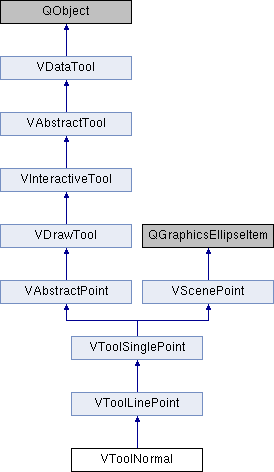 QObject
VDataTool
VAbstractTool
VInteractiveTool
VDrawTool
QGraphicsEllipseItem
VAbstractPoint
VScenePoint
VToolSinglePoint
VToolLinePoint
VToolNormal